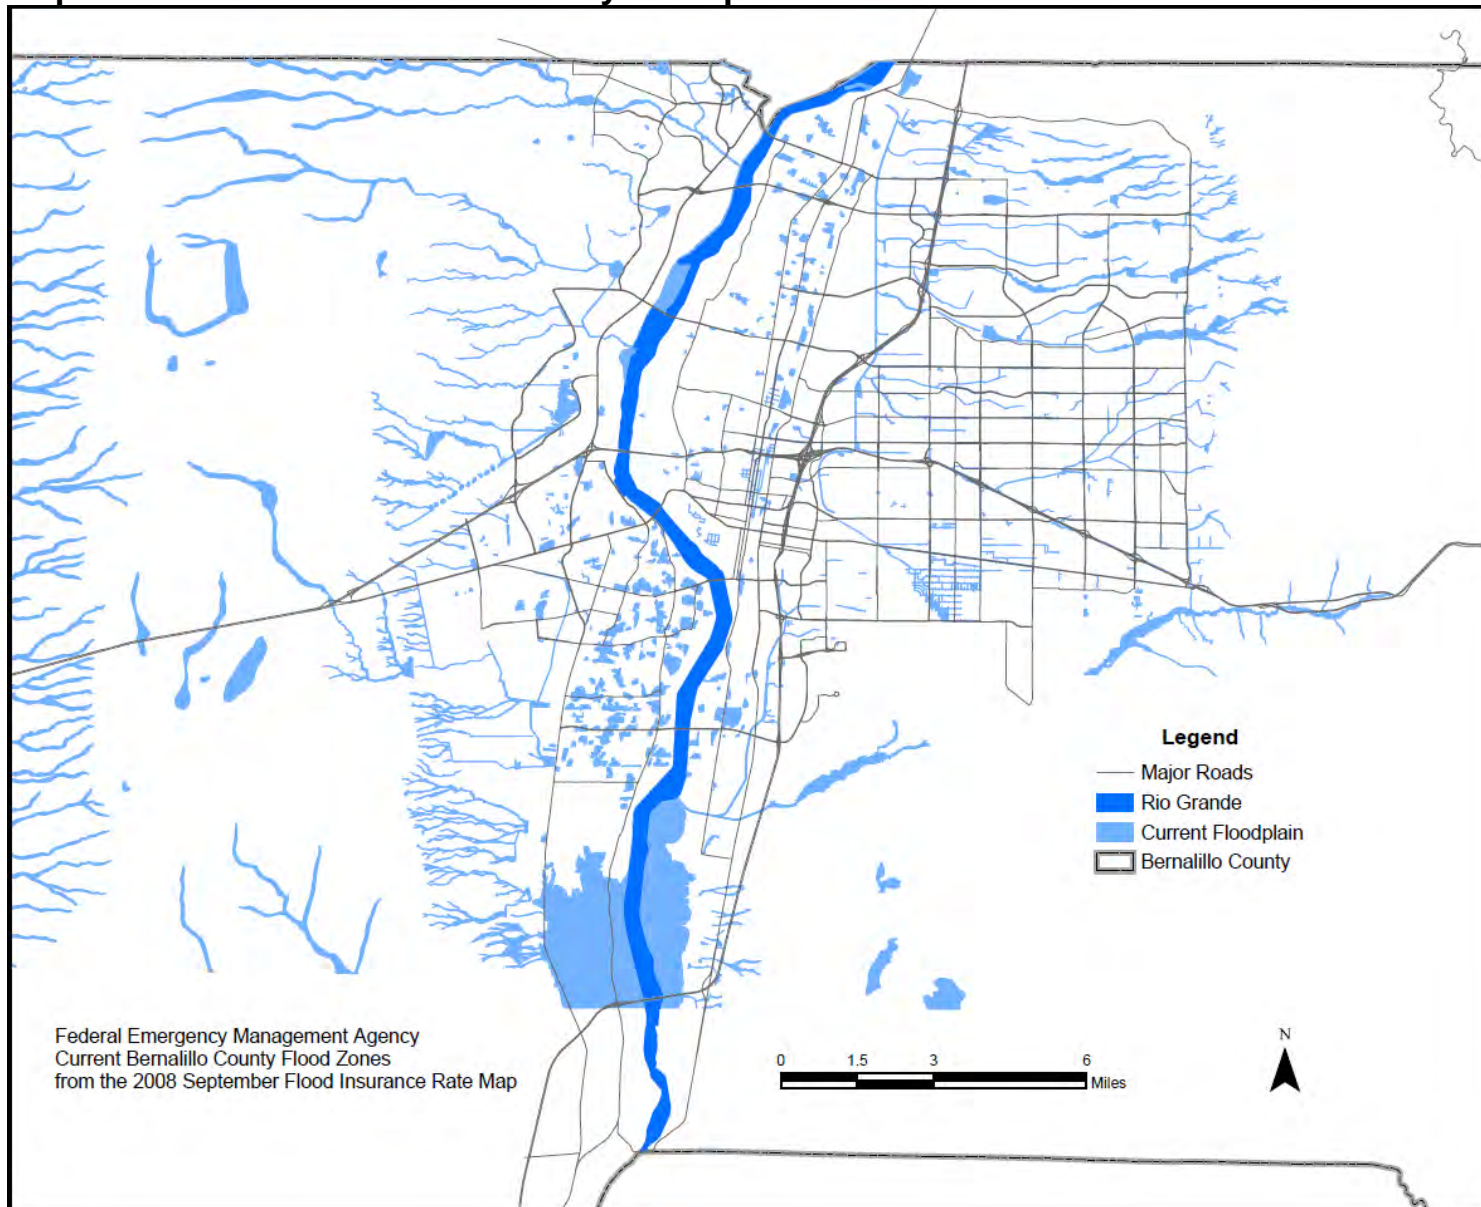 Legend
Major Roads
Rio Grande
Current Floodplain
Bernalillo County
Federal Emergency Management Agency
Current Bernalillo County Flood Zones
from the 2008 September Flood Insurance Rate Map
0 1.5 3 6
Miles
N